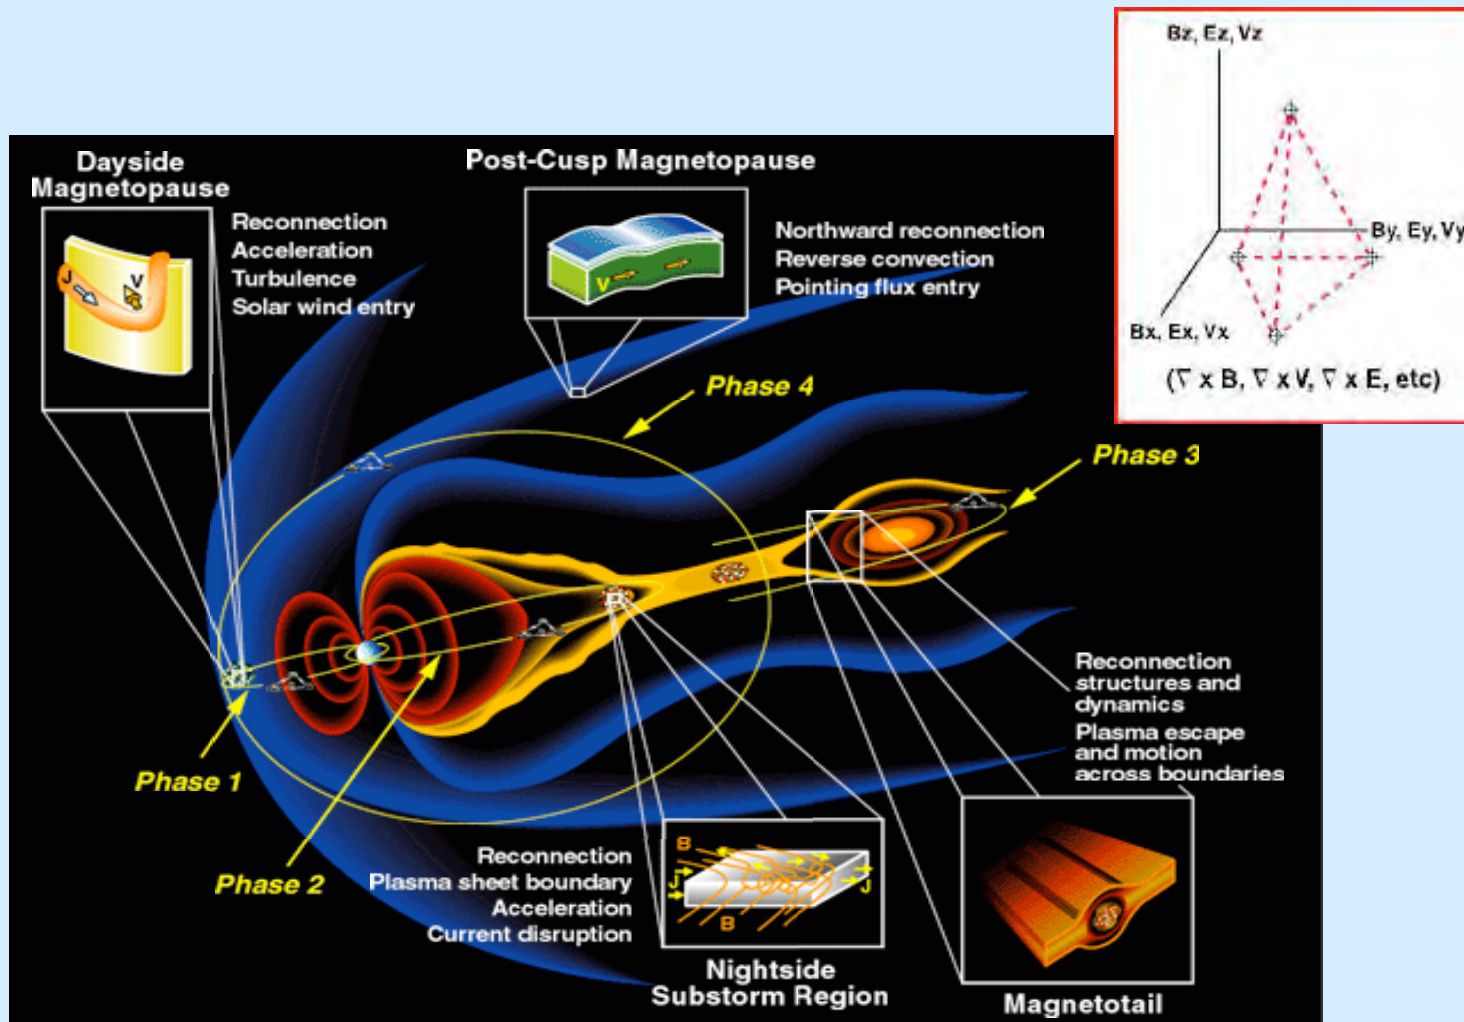 Bz, Ez, Vz
By, Ey, Vy
Bx, Ex, Vx
(∇ x B, ∇ x V, ∇ x E, etc)
Dayside
Magnetopause
Reconnection
Acceleration
Turbulence
Solar wind entry
J
V
Post-Cusp Magnetopause
V
Northward reconnection
Reverse convection
Pointing flux entry
Phase 4
Phase 3
Phase 1
Phase 2
Reconnection
structures and
dynamics
Plasma escape
and motion
across boundaries
Reconnection
Plasma sheet boundary
Acceleration
Current disruption
B
J
J
B
Nightside
Substorm Region
Magnetotail